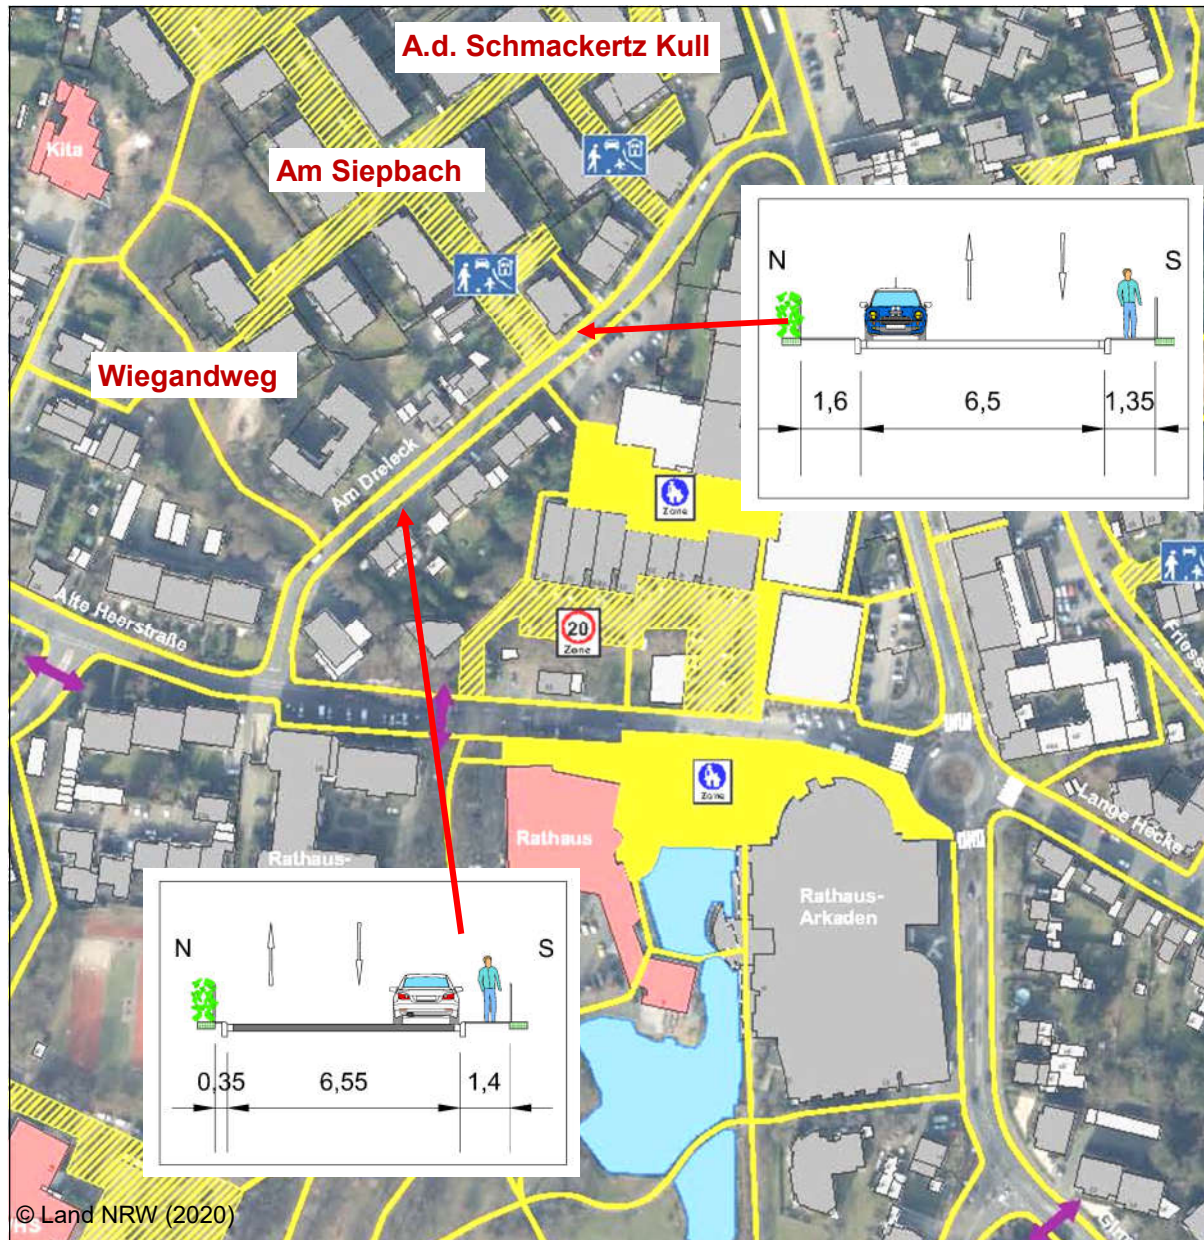 A.d. Schmackertz Kull
Kita
Am Siepbach
N
S
1,6
6,5
1,35
Wiegandweg
Am Dreieck
Zone
Alte Heerstraße
20
Zone
Zone
Lange Hecke
Rathaus
Rathaus-
Rathaus-
Arkaden
N
S
0,35
6,55
1,4
© Land NRW (2020)